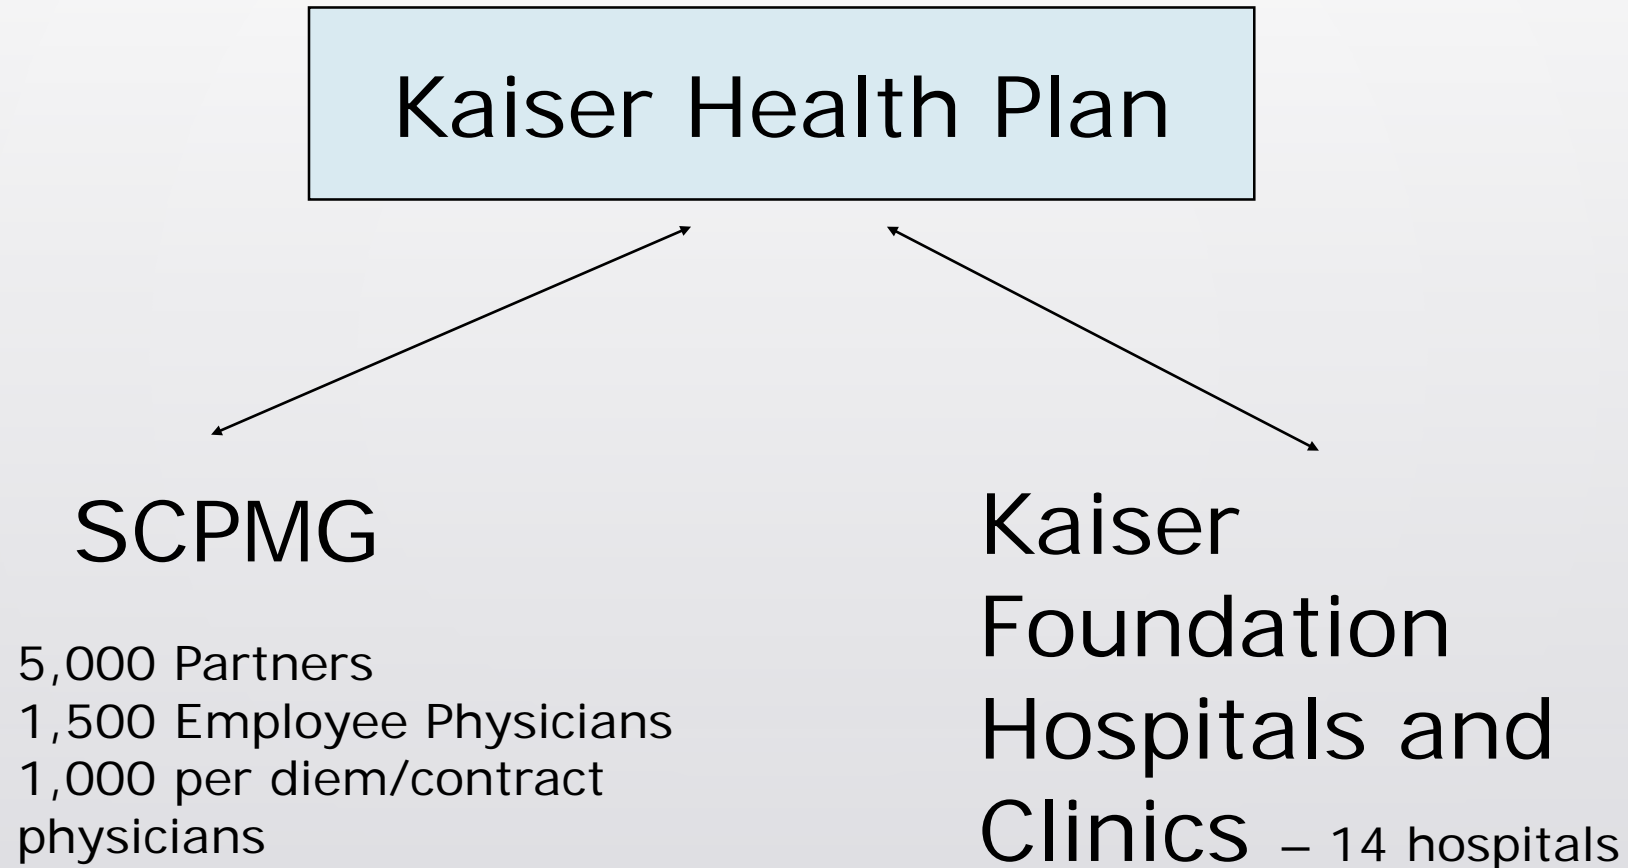 Kaiser Health Plan
SCPMG
5,000 Partners
1,500 Employee Physicians
1,000 per diem/contract
physicians
Kaiser
Foundation
Hospitals and
Clinics – 14 hospitals